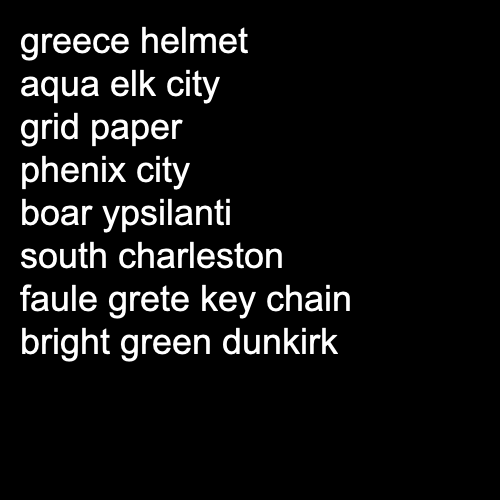 greece helmet
aqua elk city
grid paper
phenix city
boar ypsilanti
south charleston
faule grete key chain
bright green dunkirk